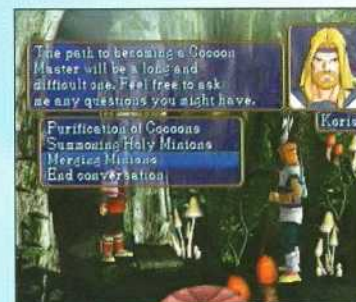 The path to becoming a Cocoon
Master will be a long and
difficult one. Feel free to ask
me any questions you might have.
Koris
Purification of Cocoons
Summoning Holy Minions
Merging Minions
End conversation